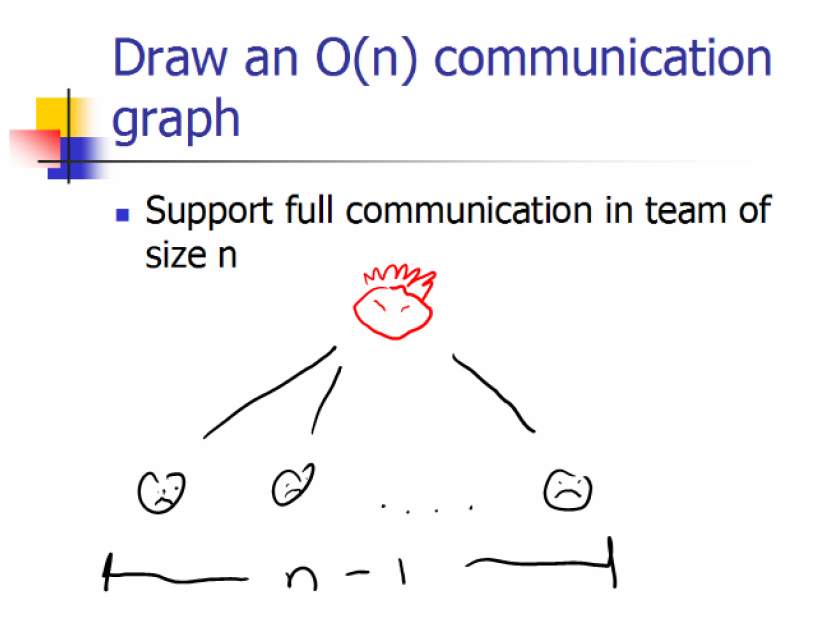 Draw an O(n) communication
graph
Support full communication in team of
size n
n - 1